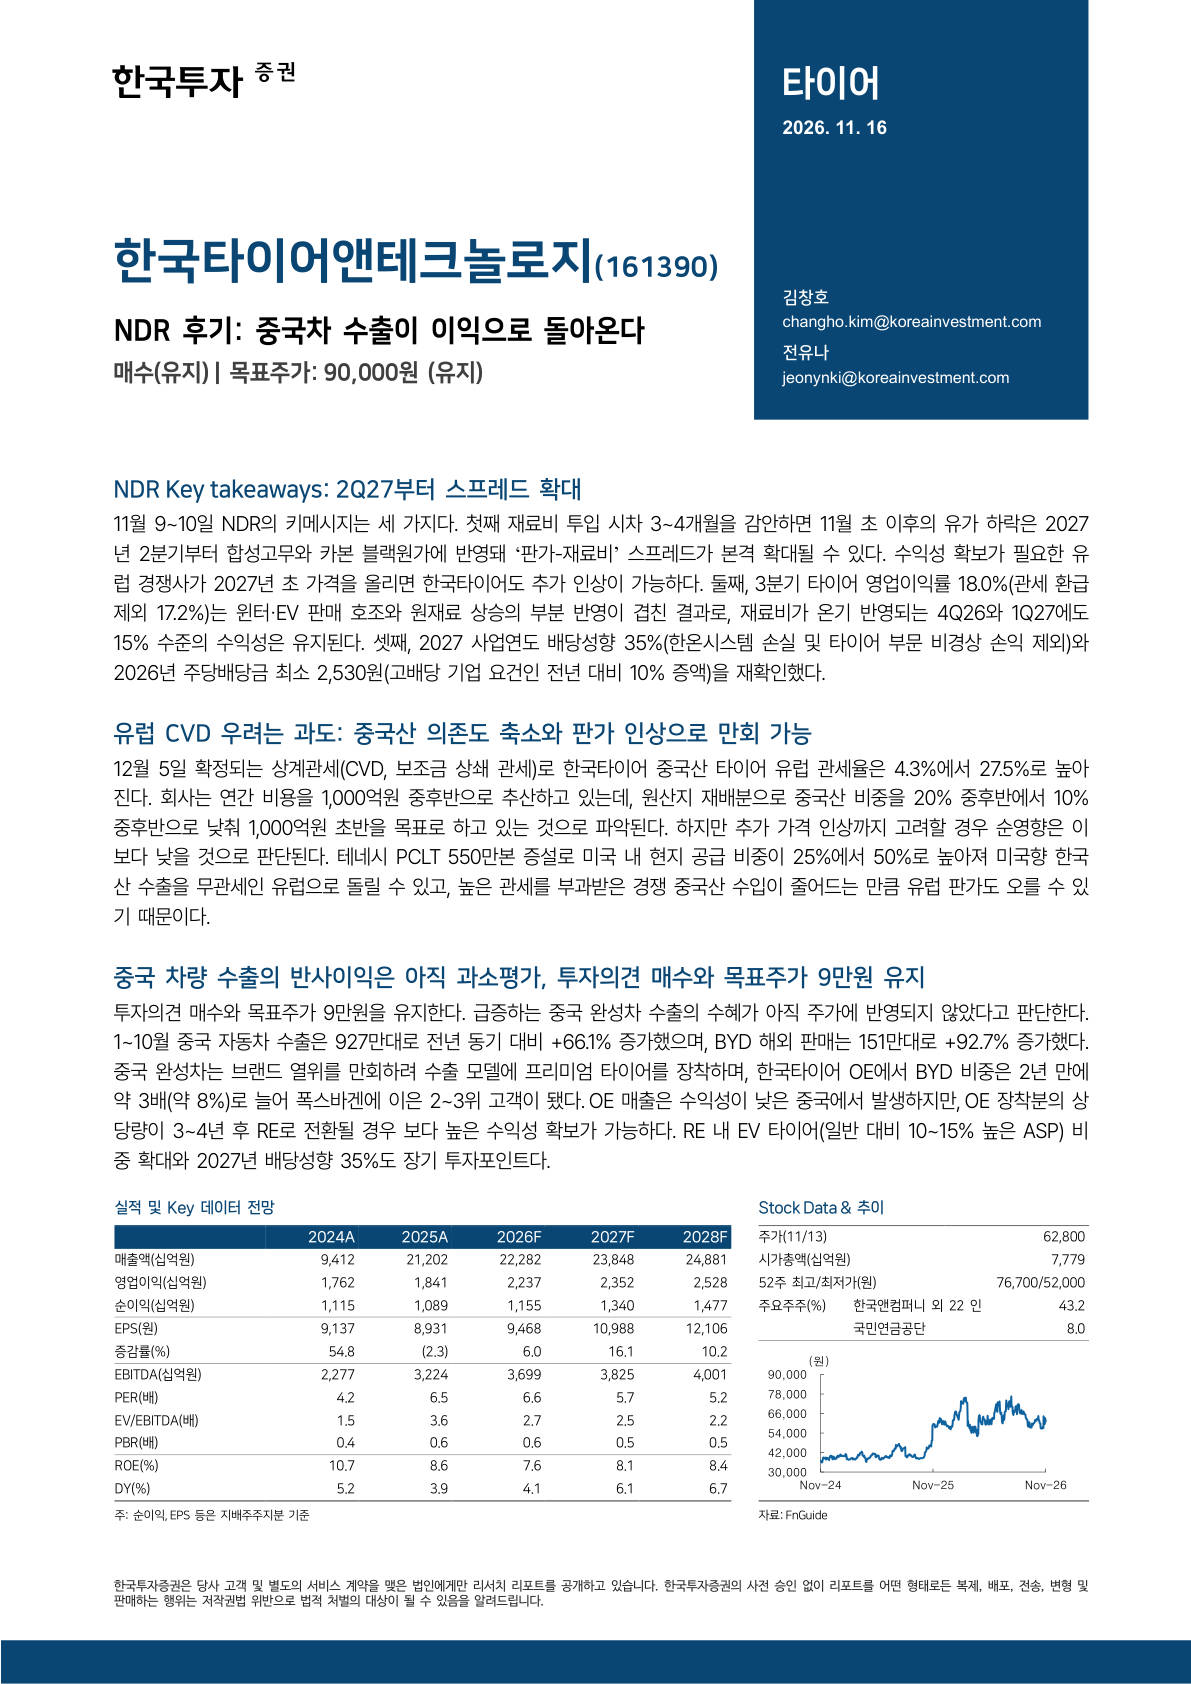 한국투자 증권
타이어
2026. 11. 16
한국타이어앤테크놀로지(161390)
NDR 후기: 중국차 수출이 이익으로 돌아온다
매수(유지) | 목표주가: 90,000원 (유지)
김창호
changho.kim@koreainvestment.com
전유나
jeonynki@koreainvestment.com
NDR Key takeaways: 2Q27부터 스프레드 확대
11월 9~10일 NDR의 키메시지는 세 가지다. 첫째 재료비 투입 시차 3~4개월을 감안하면 11월 초 이후의 유가 하락은 2027
년 2분기부터 합성고무와 카본 블랙원가에 반영돼 ‘판가-재료비’ 스프레드가 본격 확대될 수 있다. 수익성 확보가 필요한 유
럽 경쟁사가 2027년 초 가격을 올리면 한국타이어도 추가 인상이 가능하다. 둘째, 3분기 타이어 영업이익률 18.0%(관세 환급
제외 17.2%)는 윈터·EV 판매 호조와 원재료 상승의 부분 반영이 겹친 결과로, 재료비가 온기 반영되는 4Q26와 1Q27에도
15% 수준의 수익성은 유지된다. 셋째, 2027 사업연도 배당성향 35%(한온시스템 손실 및 타이어 부문 비경상 손익 제외)와
2026년 주당배당금 최소 2,530원(고배당 기업 요건인 전년 대비 10% 증액)을 재확인했다.
유럽 CVD 우려는 과도: 중국산 의존도 축소와 판가 인상으로 만회 가능
12월 5일 확정되는 상계관세(CVD, 보조금 상쇄 관세)로 한국타이어 중국산 타이어 유럽 관세율은 4.3%에서 27.5%로 높아
진다. 회사는 연간 비용을 1,000억원 중후반으로 추산하고 있는데, 원산지 재배분으로 중국산 비중을 20% 중후반에서 10%
중후반으로 낮춰 1,000억원 초반을 목표로 하고 있는 것으로 파악된다. 하지만 추가 가격 인상까지 고려할 경우 순영향은 이
보다 낮을 것으로 판단된다. 테네시 PCLT 550만본 증설로 미국 내 현지 공급 비중이 25%에서 50%로 높아져 미국향 한국
산 수출을 무관세인 유럽으로 돌릴 수 있고, 높은 관세를 부과받은 경쟁 중국산 수입이 줄어드는 만큼 유럽 판가도 오를 수 있
기 때문이다.
중국 차량 수출의 반사이익은 아직 과소평가, 투자의견 매수와 목표주가 9만원 유지
투자의견 매수와 목표주가 9만원을 유지한다. 급증하는 중국 완성차 수출의 수혜가 아직 주가에 반영되지 않았다고 판단한다.
1~10월 중국 자동차 수출은 927만대로 전년 동기 대비 +66.1% 증가했으며, BYD 해외 판매는 151만대로 +92.7% 증가했다.
중국 완성차는 브랜드 열위를 만회하려 수출 모델에 프리미엄 타이어를 장착하며, 한국타이어 OE에서 BYD 비중은 2년 만에
약 3배(약 8%)로 늘어 폭스바겐에 이은 2~3위 고객이 됐다. OE 매출은 수익성이 낮은 중국에서 발생하지만, OE 장착분의 상
당량이 3~4년 후 RE로 전환될 경우 보다 높은 수익성 확보가 가능하다. RE 내 EV 타이어(일반 대비 10~15% 높은 ASP) 비
중 확대와 2027년 배당성향 35%도 장기 투자포인트다.
실적 및 Key 데이터 전망
2024A 2025A 2026F 2027F 2028F
매출액(십억원) 9,412 21,202 22,282 23,848 24,881
영업이익(십억원) 1,762 1,841 2,237 2,352 2,528
순이익(십억원) 1,115 1,089 1,155 1,340 1,477
EPS(원) 9,137 8,931 9,468 10,988 12,106
증감률(%) 54.8 (2.3) 6.0 16.1 10.2
EBITDA(십억원) 2,277 3,224 3,699 3,825 4,001
PER(배) 4.2 6.5 6.6 5.7 5.2
EV/EBITDA(배) 1.5 3.6 2.7 2.5 2.2
PBR(배) 0.4 0.6 0.6 0.5 0.5
ROE(%) 10.7 8.6 7.6 8.1 8.4
DY(%) 5.2 3.9 4.1 6.1 6.7
주: 순이익, EPS 등은 지배주주지분 기준
Stock Data & 추이
주가(11/13) 62,800
시가총액(십억원) 7,779
52주 최고/최저가(원) 76,700/52,000
주요주주(%) 한국앤컴퍼니 외 22 인 43.2
국민연금공단 8.0
(원)
90,000
78,000
66,000
54,000
42,000
30,000
Nov-24 Nov-25 Nov-26
자료: FnGuide
한국투자증권은 당사 고객 및 별도의 서비스 계약을 맺은 법인에게만 리서치 리포트를 공개하고 있습니다. 한국투자증권의 사전 승인 없이 리포트를 어떤 형태로든 복제, 배포, 전송, 변형 및
판매하는 행위는 저작권법 위반으로 법적 처벌의 대상이 될 수 있음을 알려드립니다.